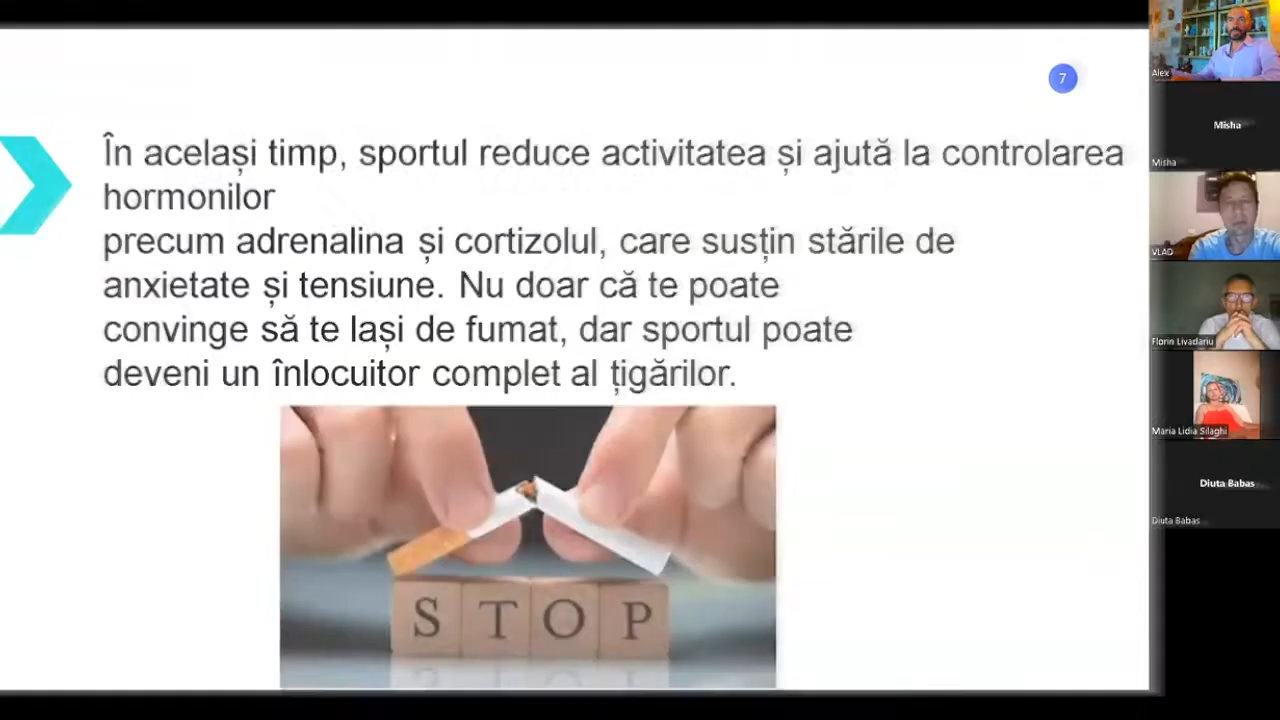 7
În același timp, sportul reduce activitatea și ajută la controlarea
hormonilor
precum adrenalina și cortizolul, care susțin stările de
anxietate și tensiune. Nu doar că te poate
convinge să te lași de fumat, dar sportul poate
deveni un înlocuitor complet al țigărilor.
STOP
Alex
Misha
Misha
VLAD
Florin Livadariu
Maria Lidia Silaghi
Diuta Babas
Diuta Babas